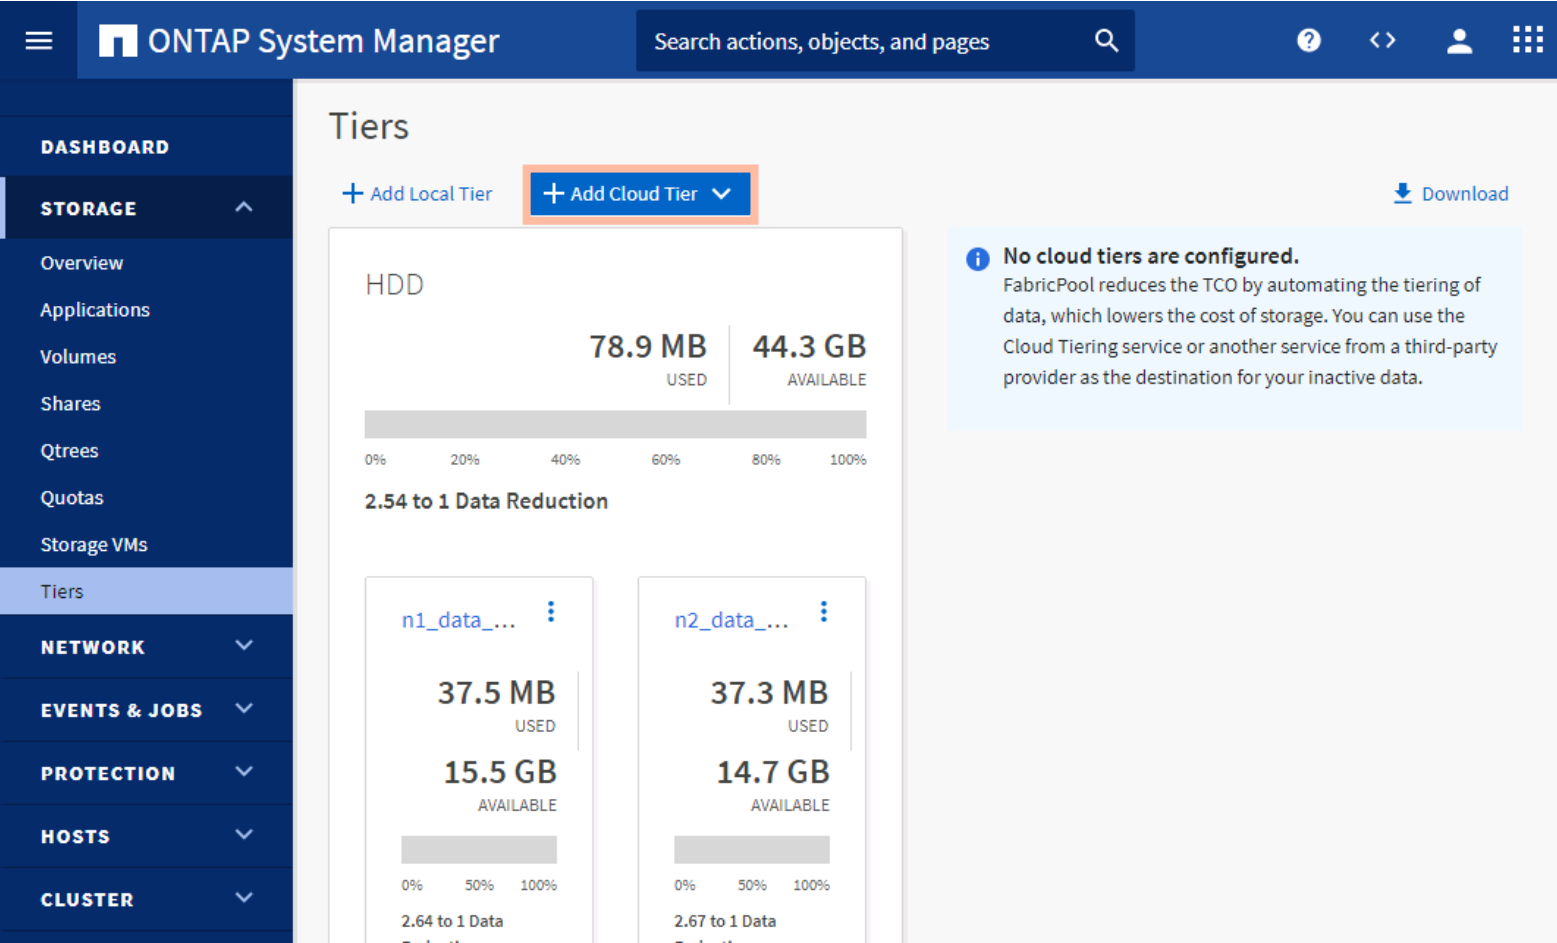 ONTAP System Manager
Search actions, objects, and pages
DASHBOARD
STORAGE
Overview
Applications
Volumes
Shares
Qtrees
Quotas
Storage VMs
Tiers
NETWORK
EVENTS & JOBS
PROTECTION
HOSTS
CLUSTER
Tiers
Add Local Tier
Add Cloud Tier
Download
HDD
78.9 MB
USED
44.3 GB
AVAILABLE
0% 20% 40% 60% 80% 100%
2.54 to 1 Data Reduction
n1_data_...
37.5 MB
USED
15.5 GB
AVAILABLE
0% 50% 100%
2.64 to 1 Data
n2_data_...
37.3 MB
USED
14.7 GB
AVAILABLE
0% 50% 100%
2.67 to 1 Data
No cloud tiers are configured.
FabricPool reduces the TCO by automating the tiering of
data, which lowers the cost of storage. You can use the
Cloud Tiering service or another service from a third-party
provider as the destination for your inactive data.